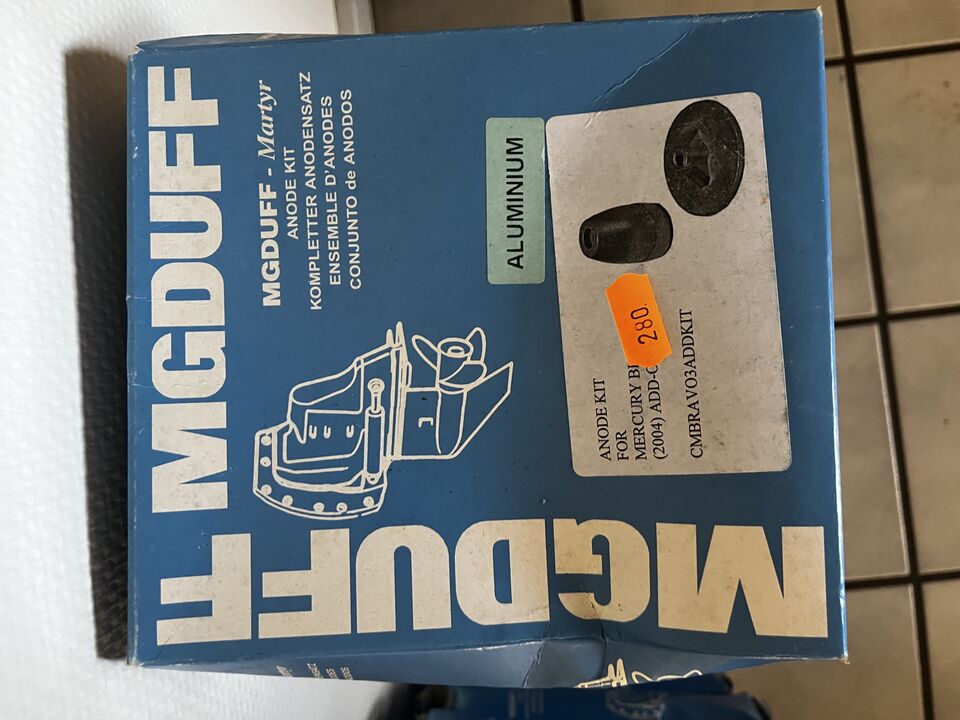 MGDUFF
MGDUFF - Martyr
ANODE KIT
KOMPLETTER ANODENSATZ
ENSEMBLE D'ANODES
CONJUNTO de ANODOS
ALUMINIUM
280.
ANODE KIT
FOR
MERCURY
(2004) ADD-
CMBRAVO3ADDKIT
MGDUFF
FF